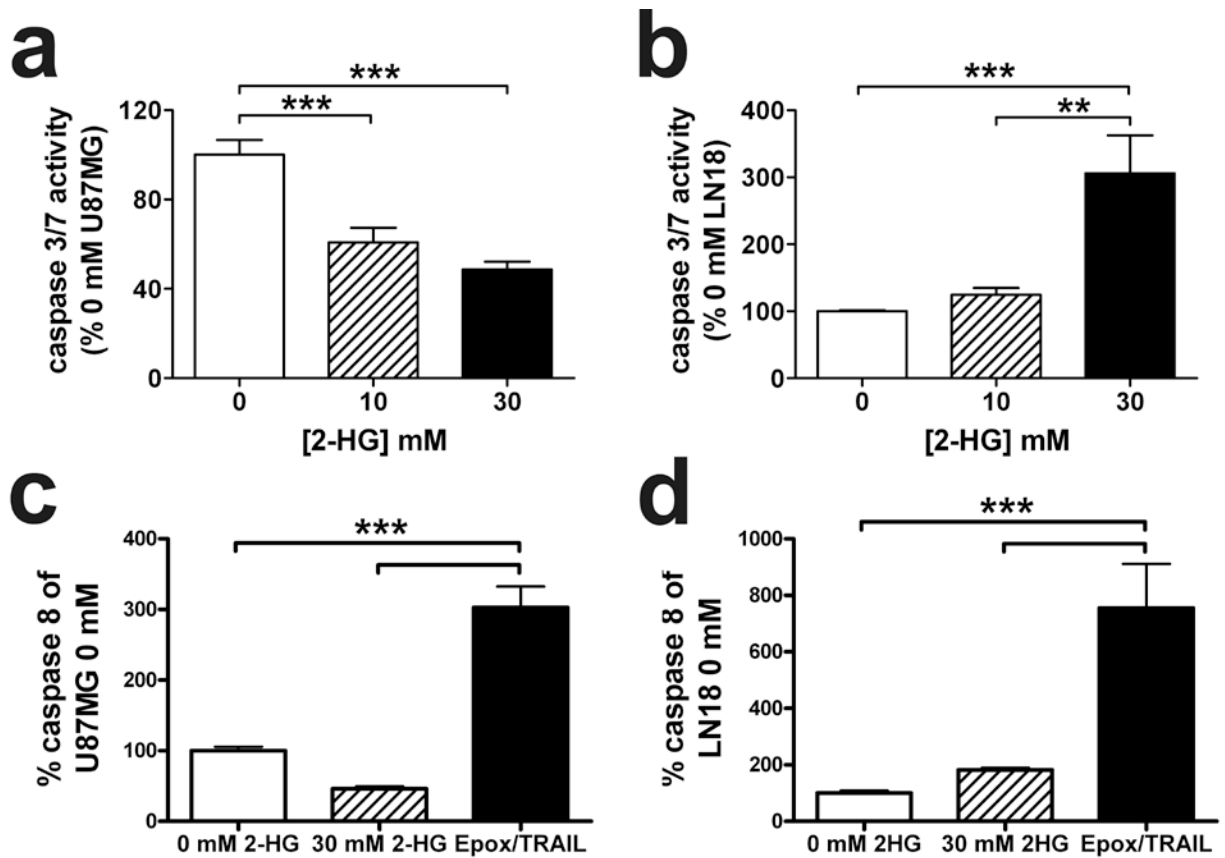 a
***
***
caspase 3/7 activity
(% 0 mM U87MG)
120
80
40
0
0 10 30
[2-HG] mM
b
***
**
caspase 3/7 activity
(% 0 mM LN18)
400
300
200
100
0
0 10 30
[2-HG] mM
c
***
% caspase 8 of
U87MG 0 mM
400
300
200
100
0
0 mM 2-HG 30 mM 2-HG Epox/TRAIL
d
***
% caspase 8 of
LN18 0 mM
1000
800
600
400
200
0
0 mM 2HG 30 mM 2HG Epox/TRAIL